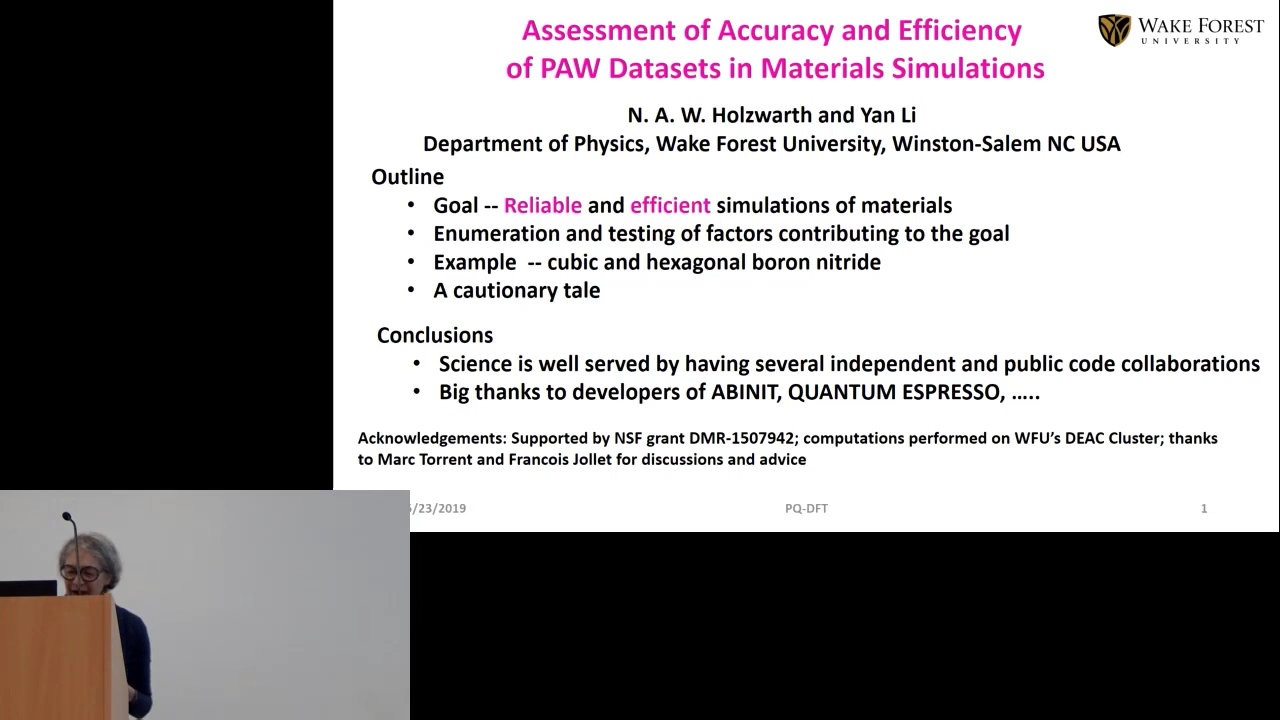 Assessment of Accuracy and Efficiency
of PAW Datasets in Materials Simulations
WAKE FOREST
UNIVERSITY
N. A. W. Holzwarth and Yan Li
Department of Physics, Wake Forest University, Winston-Salem NC USA
Outline
• Goal -- Reliable and efficient simulations of materials
• Enumeration and testing of factors contributing to the goal
• Example -- cubic and hexagonal boron nitride
• A cautionary tale
Conclusions
• Science is well served by having several independent and public code collaborations
• Big thanks to developers of ABINIT, QUANTUM ESPRESSO, …..
Acknowledgements: Supported by NSF grant DMR-1507942; computations performed on WFU's DEAC Cluster; thanks
to Marc Torrent and Francois Jollet for discussions and advice
/23/2019
PQ-DFT
1